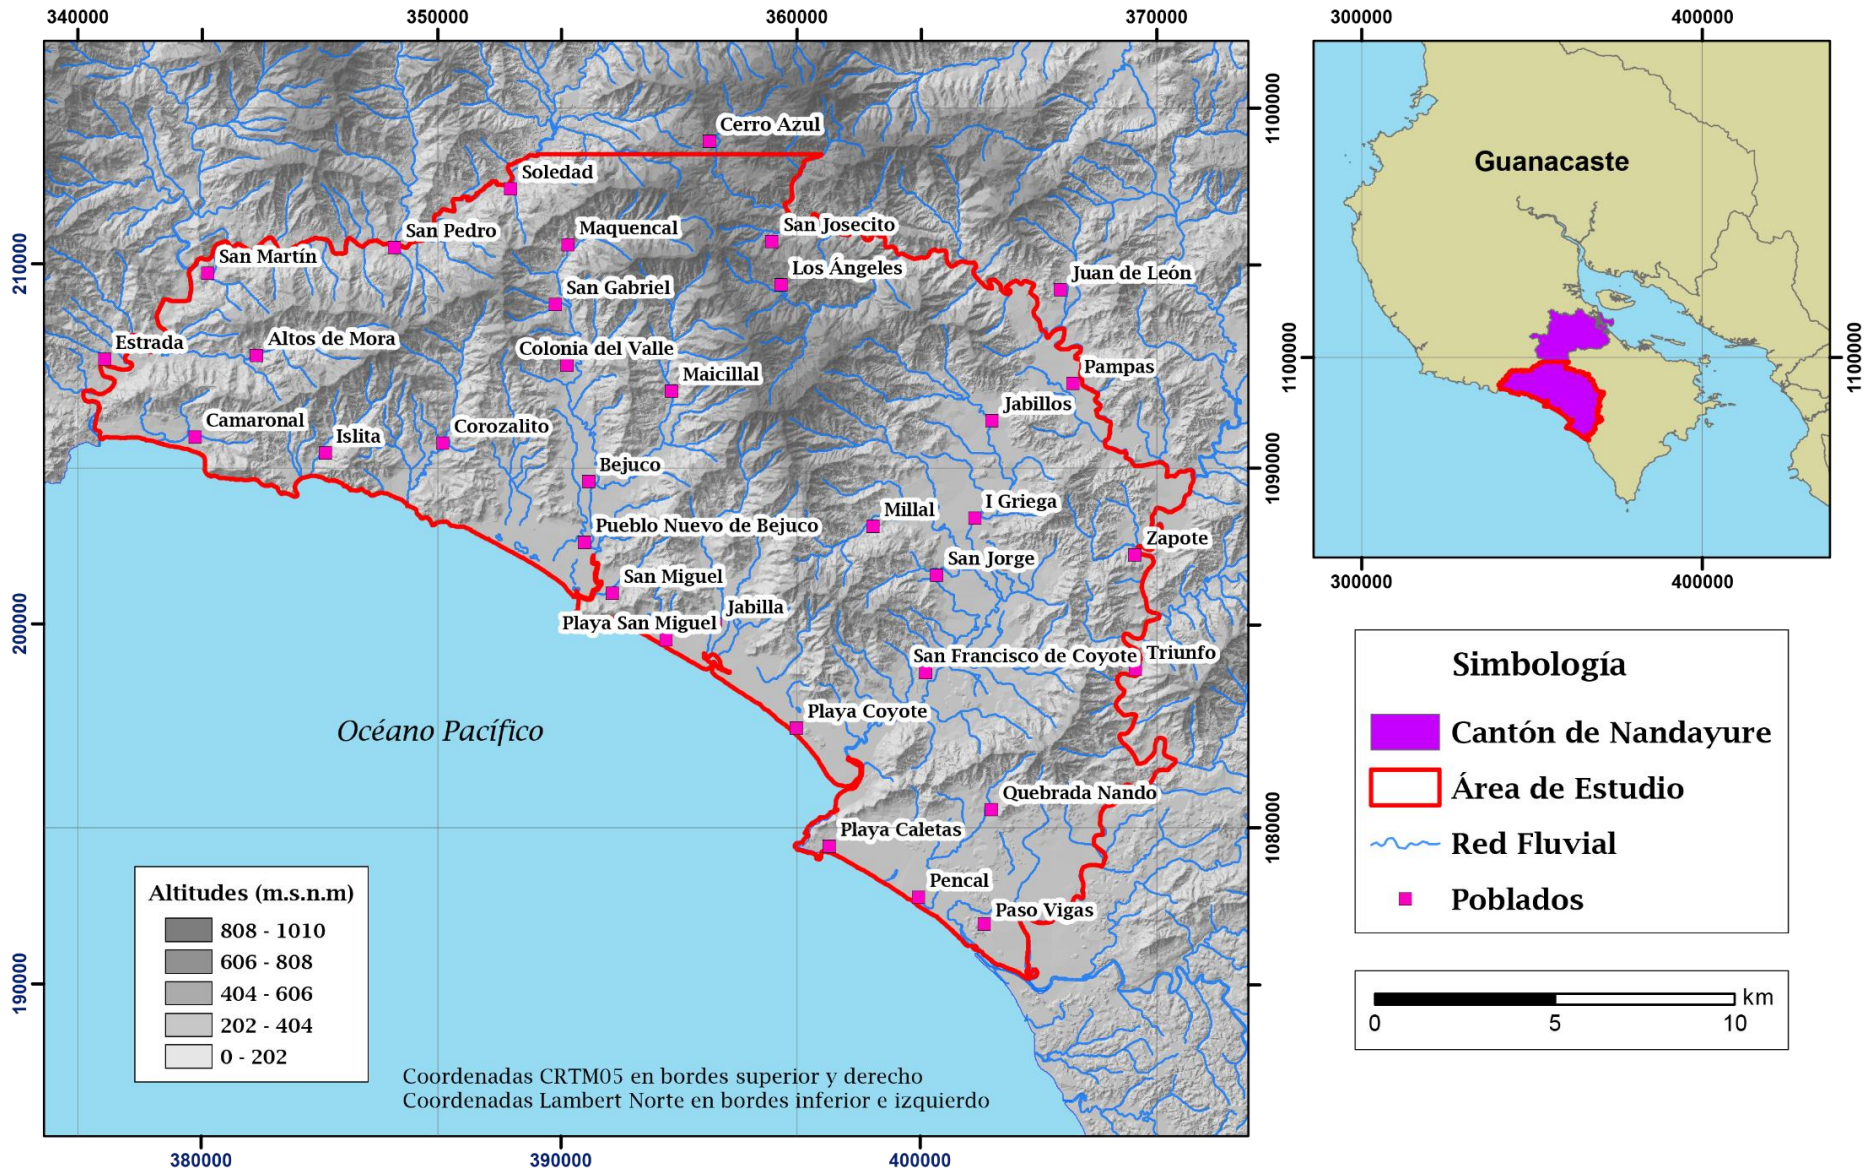 340000
350000
360000
370000
300000
400000
1110000
1100000
1090000
1080000
210000
200000
190000
380000
390000
400000
Cerro Azul
Soledad
San Pedro
Maquencal
San Josecito
San Martín
Los Ángeles
Juan de León
San Gabriel
Estrada
Altos de Mora
Colonia del Valle
Maicillal
Pampas
Jabillos
Camaronal
Islita
Corozalito
Bejuco
I Griega
Millal
Pueblo Nuevo de Bejuco
Zapote
San Jorge
San Miguel
Jabilla
Playa San Miguel
San Francisco de Coyote
Triunfo
Playa Coyote
Océano Pacífico
Quebrada Nando
Playa Caletas
Pencal
Paso Vigas
Altitudes (m.s.n.m)
808 - 1010
606 - 808
404 - 606
202 - 404
0 - 202
Coordenadas CRTM05 en bordes superior y derecho
Coordenadas Lambert Norte en bordes inferior e izquierdo
Guanacaste
1100000
1100000
300000
400000
Simbología
Cantón de Nandayure
Área de Estudio
Red Fluvial
Poblados
km
0 5 10